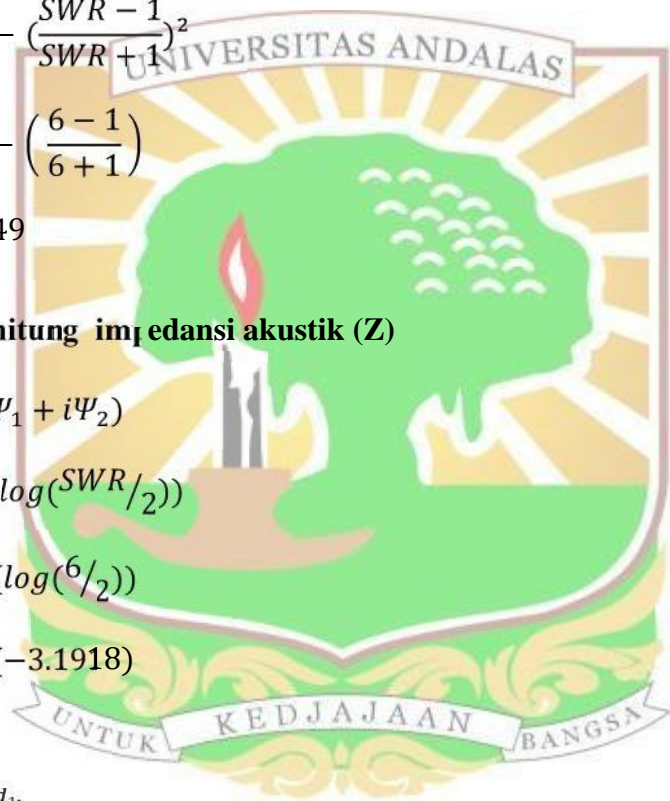 − (SWR − 1 / SWR + 1)²
UNIVERSITAS ANDALAS
− (6 − 1 / 6 + 1)
49
hitung impedansi akustik (Z)
Ψ₁ + iΨ₂)
log(SWR/2))
(log(6/2))
(−3.1918)
UNTUK KEDJAJAAN BANGSA